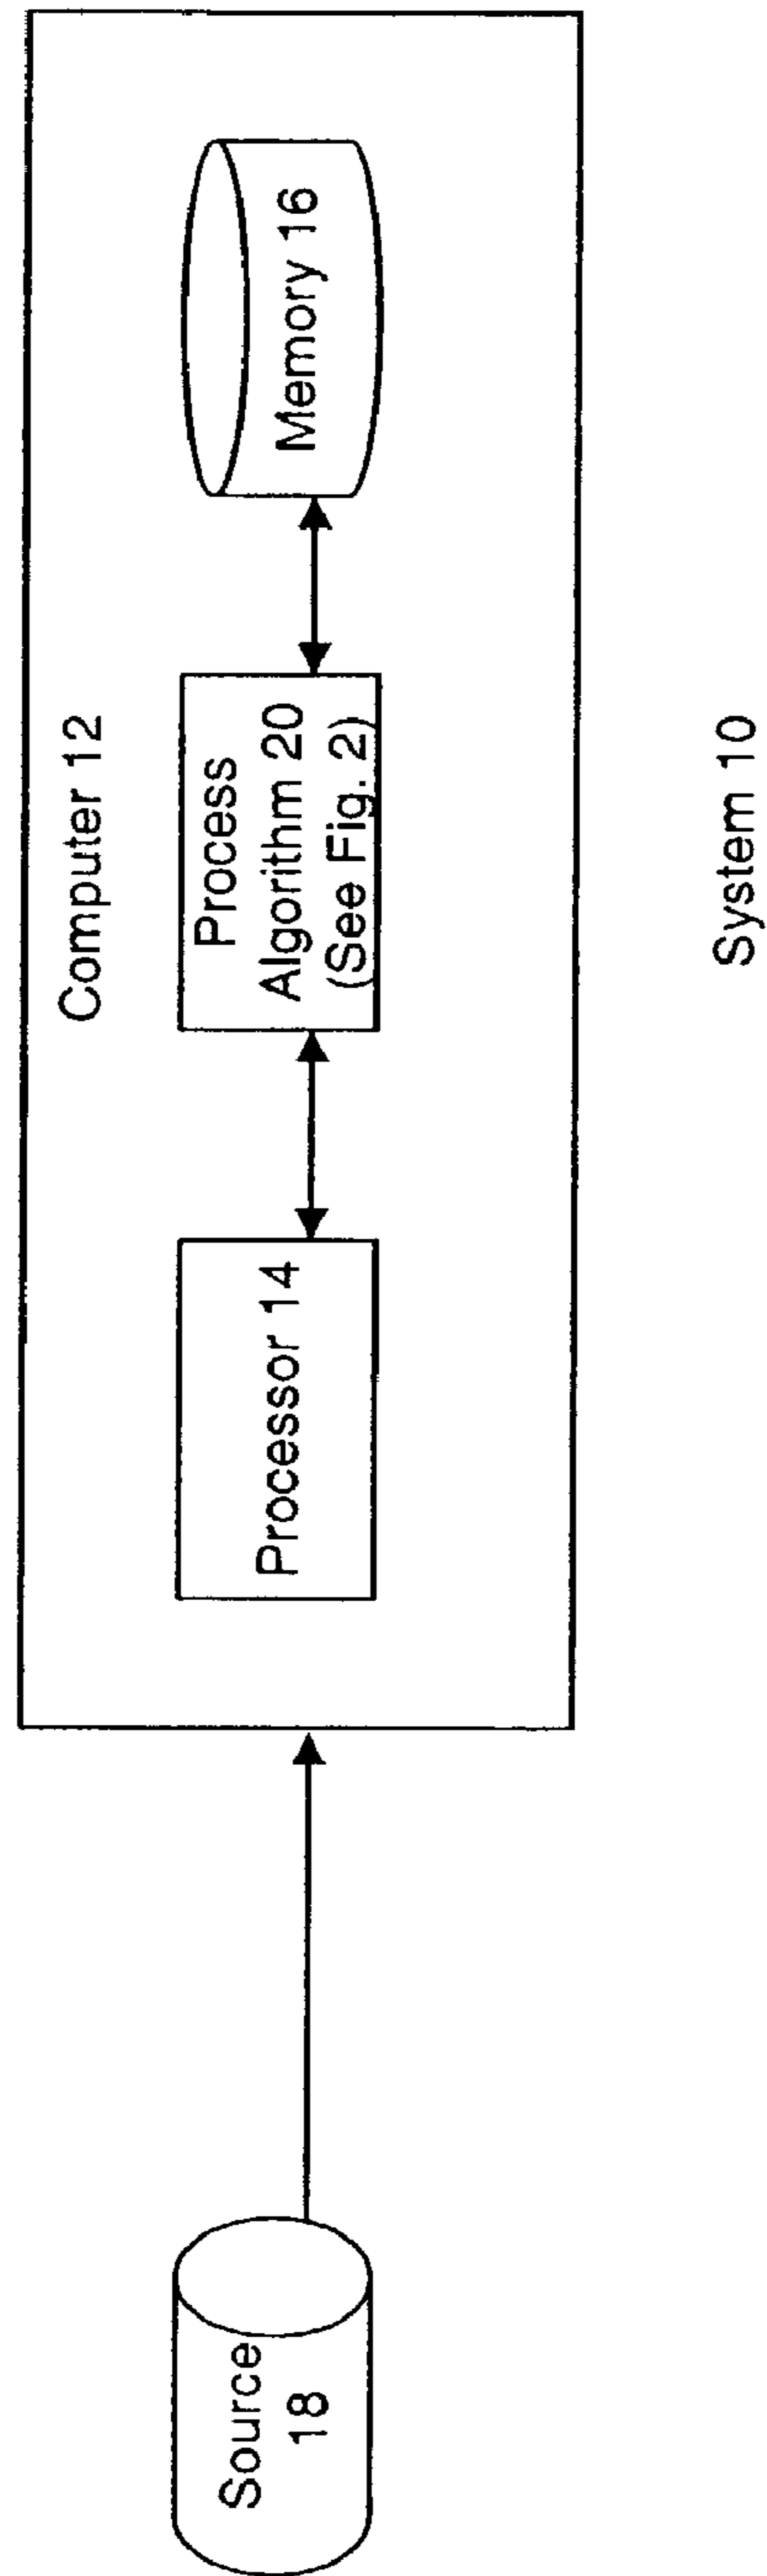 Computer 12
Source
18
Processor 14
Process
Algorithm 20
(See Fig. 2)
Memory 16
System 10